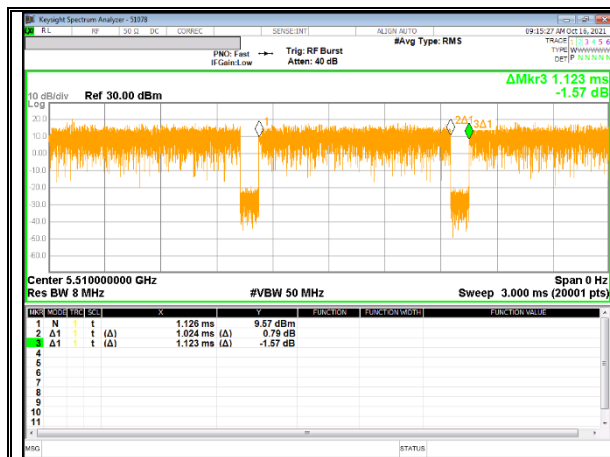 Keysight Spectrum Analyzer - 51078
RL RF 50 Ω DC CORREC SENSE:INT ALIGN AUTO 09:15:27 AM Oct 16, 2021
PNO: Fast Trig: RF Burst #Avg Type: RMS TRACE 1 2 3 4 5 6
IFGain:Low Atten: 40 dB TYPE
DET P N N N N N
ΔMkr3 1.123 ms
-1.57 dB
10 dB/div Ref 30.00 dBm
Log
20.0
10.0
0.00
-10.0
-20.0
-30.0
-40.0
-50.0
-60.0
1
2Δ1
3Δ1
Center 5.510000000 GHz Span 0 Hz
Res BW 8 MHz #VBW 50 MHz Sweep 3.000 ms (20001 pts)
MKR MODE TRC SCL X Y FUNCTION FUNCTION WIDTH FUNCTION VALUE
1 N 1 t 1.126 ms 9.57 dBm
2 Δ1 1 t (Δ) 1.024 ms (Δ) 0.79 dB
3 Δ1 1 t (Δ) 1.123 ms (Δ) -1.57 dB
4
5
6
7
8
9
10
11
MSG STATUS